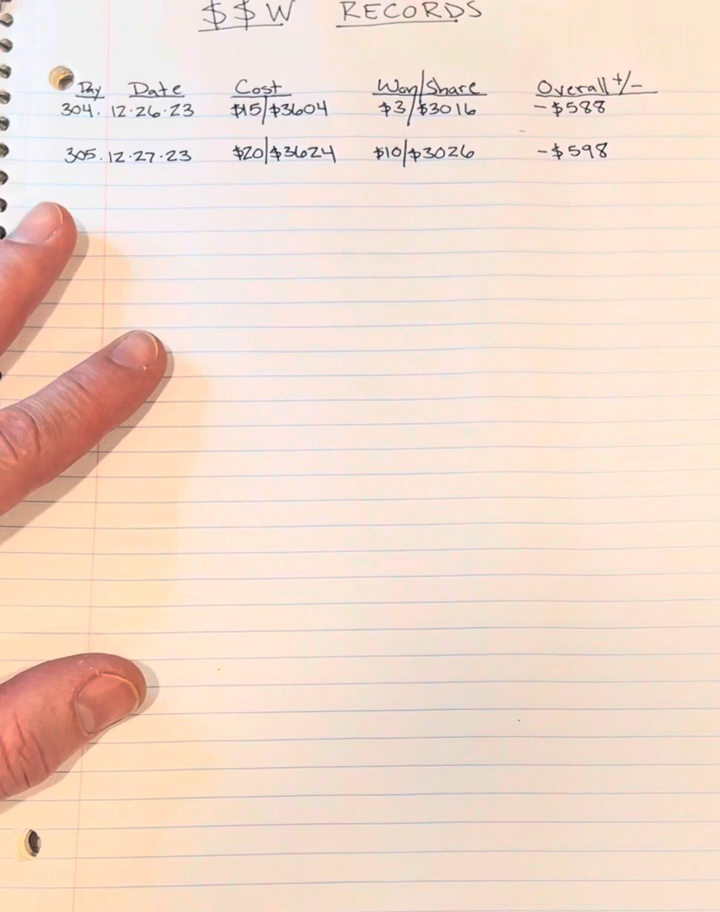 $$W RECORDS
Day Date Cost Won/Share Overall +/-
304. 12.26.23 $15/$3604 $3/$3016 -$588
305. 12.27.23 $20/$3624 $10/$3026 -$598